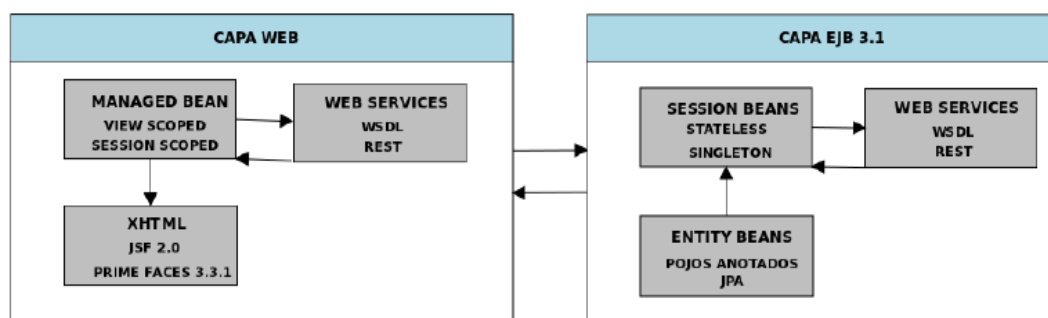 CAPA WEB
MANAGED BEAN
VIEW SCOPED
SESSION SCOPED
WEB SERVICES
WSDL
REST
XHTML
JSF 2.0
PRIME FACES 3.3.1
CAPA EJB 3.1
SESSION BEANS
STATELESS
SINGLETON
WEB SERVICES
WSDL
REST
ENTITY BEANS
POJOS ANOTADOS
JPA